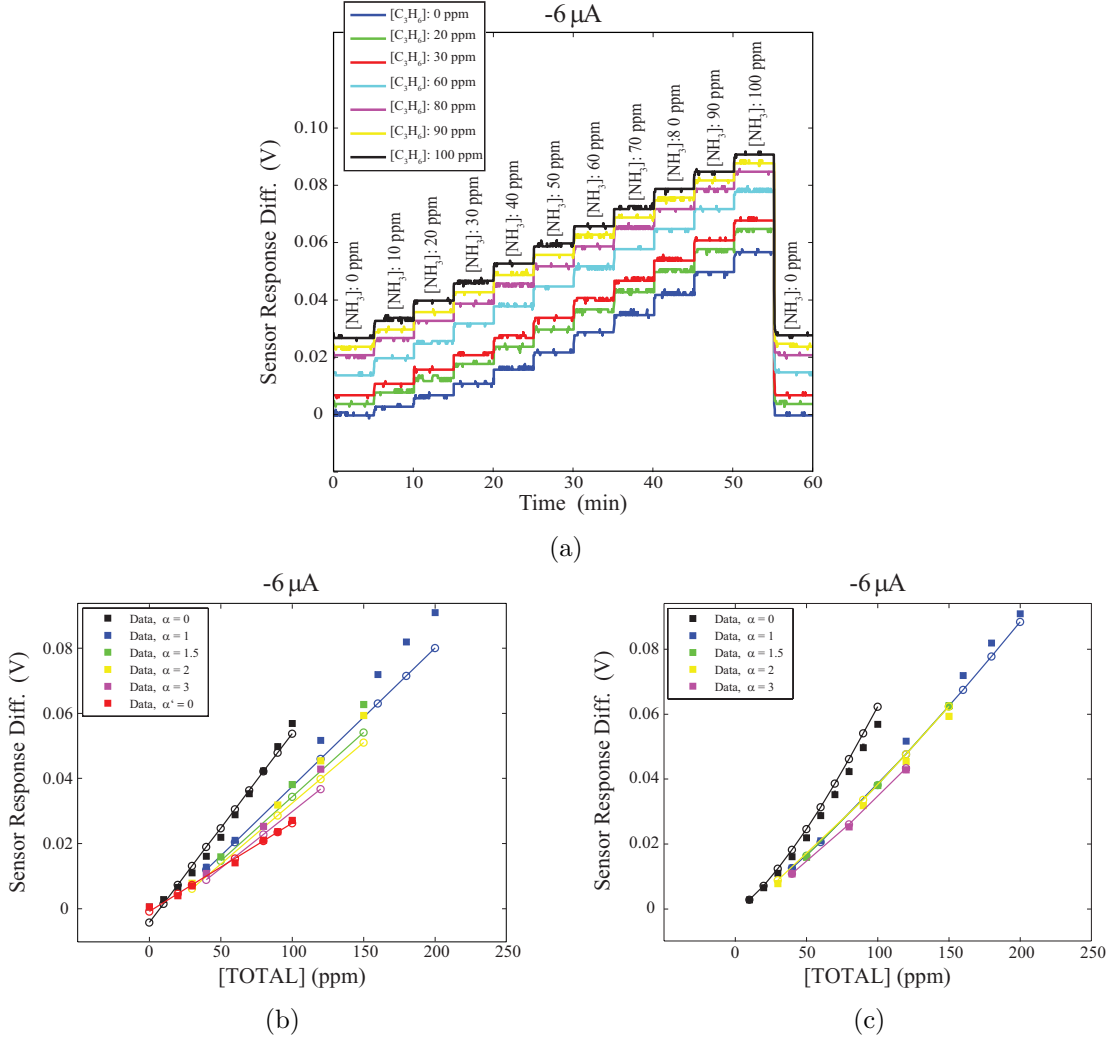 -6 μA
[C₃H₆]: 0 ppm
[C₃H₆]: 20 ppm
[C₃H₆]: 30 ppm
[C₃H₆]: 60 ppm
[C₃H₆]: 80 ppm
[C₃H₆]: 90 ppm
[C₃H₆]: 100 ppm
Sensor Response Diff. (V)
0.10
0.08
0.06
0.04
0.02
0
[NH₃]: 0 ppm
[NH₃]: 10 ppm
[NH₃]: 20 ppm
[NH₃]: 30 ppm
[NH₃]: 40 ppm
[NH₃]: 50 ppm
[NH₃]: 60 ppm
[NH₃]: 70 ppm
[NH₃]:8 0 ppm
[NH₃]: 90 ppm
[NH₃]: 100 ppm
[NH₃]: 0 ppm
0 10 20 30 40 50 60
Time (min)
(a)
-6 μA
Data, α = 0
Data, α = 1
Data, α = 1.5
Data, α = 2
Data, α = 3
Data, α‘ = 0
Sensor Response Diff. (V)
0.08
0.06
0.04
0.02
0
0 50 100 150 200 250
[TOTAL] (ppm)
(b)
-6 μA
Data, α = 0
Data, α = 1
Data, α = 1.5
Data, α = 2
Data, α = 3
Sensor Response Diff. (V)
0.08
0.06
0.04
0.02
0
0 50 100 150 200 250
[TOTAL] (ppm)
(c)